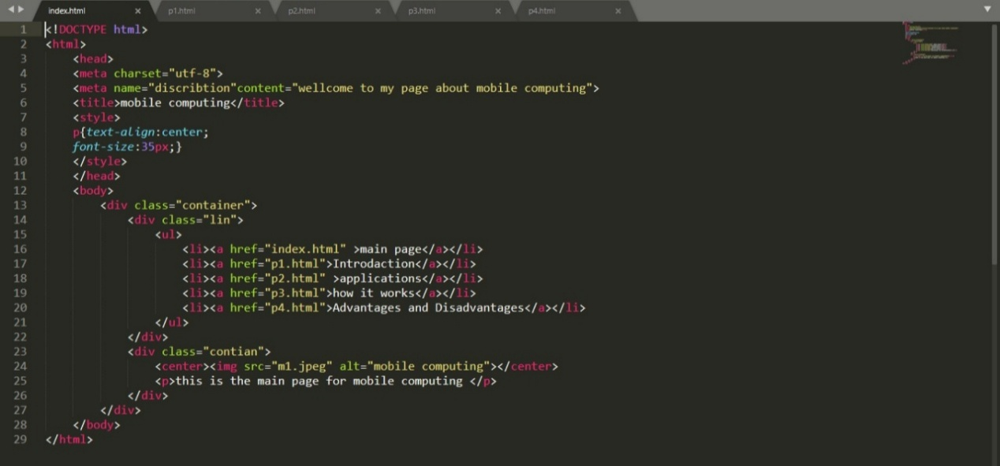 index.html × p1.html × p2.html × p3.html × p4.html ×
1 <!DOCTYPE html>
2 <html>
3 <head>
4 <meta charset="utf-8">
5 <meta name="discribtion"content="wellcome to my page about mobile computing">
6 <title>mobile computing</title>
7 <style>
8 p{text-align:center;
9 font-size:35px;}
10 </style>
11 </head>
12 <body>
13 <div class="container">
14 <div class="lin">
15 <ul>
16 <li><a href="index.html" >main page</a></li>
17 <li><a href="p1.html">Introdaction</a></li>
18 <li><a href="p2.html" >applications</a></li>
19 <li><a href="p3.html">how it works</a></li>
20 <li><a href="p4.html">Advantages and Disadvantages</a></li>
21 </ul>
22 </div>
23 <div class="contian">
24 <center><img src="m1.jpeg" alt="mobile computing"></center>
25 <p>this is the main page for mobile computing </p>
26 </div>
27 </div>
28 </body>
29 </html>